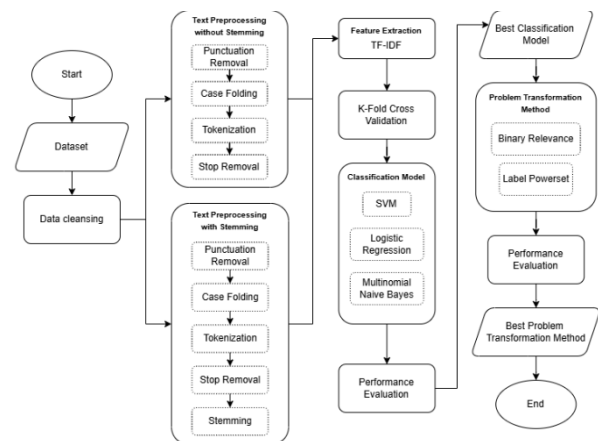 Start
Dataset
Data cleansing
Text Preprocessing
without Stemming
Punctuation
Removal
Case Folding
Tokenization
Stop Removal
Text Preprocessing
with Stemming
Punctuation
Removal
Case Folding
Tokenization
Stop Removal
Stemming
Feature Extraction
TF-IDF
K-Fold Cross
Validation
Classification Model
SVM
Logistic
Regression
Multinomial
Naive Bayes
Performance
Evaluation
Best Classification
Model
Problem Transformation
Method
Binary Relevance
Label Powerset
Performance
Evaluation
Best Problem
Transformation Method
End